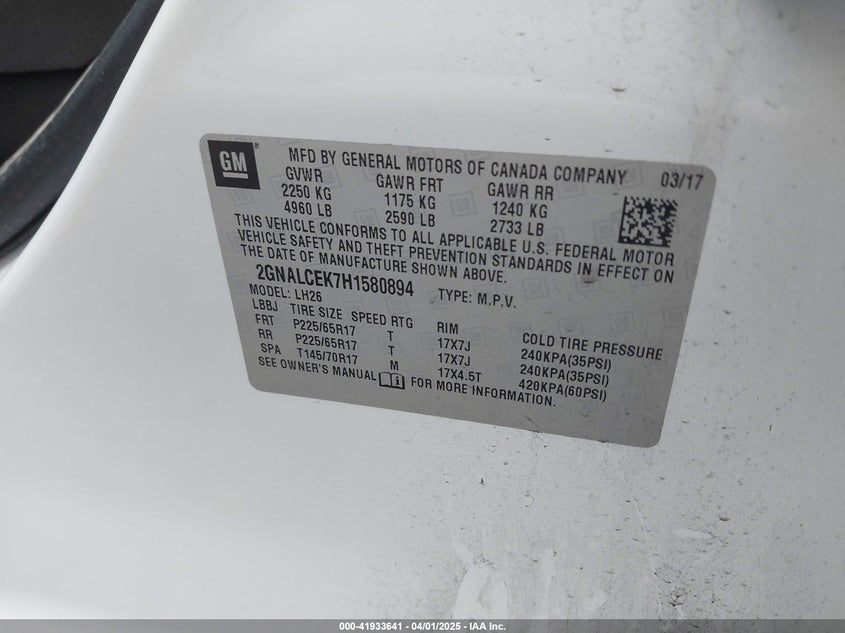 GM
MFD BY GENERAL MOTORS OF CANADA COMPANY 03/17
GVWR GAWR FRT GAWR RR
2250 KG 1175 KG 1240 KG
4960 LB 2590 LB 2733 LB
THIS VEHICLE CONFORMS TO ALL APPLICABLE U.S. FEDERAL MOTOR
VEHICLE SAFETY AND THEFT PREVENTION STANDARDS IN EFFECT ON
THE DATE OF MANUFACTURE SHOWN ABOVE.
2GNALCEK7H1580894 TYPE: M.P.V.
MODEL: LH26
LBBJ TIRE SIZE SPEED RTG RIM COLD TIRE PRESSURE
FRT P225/65R17 T 17X7J 240KPA(35PSI)
RR P225/65R17 T 17X7J 240KPA(35PSI)
SPA T145/70R17 M 17X4.5T 420KPA(60PSI)
SEE OWNER'S MANUAL FOR MORE INFORMATION.
000-41933641 / 04/01/2025 - IAA Inc.